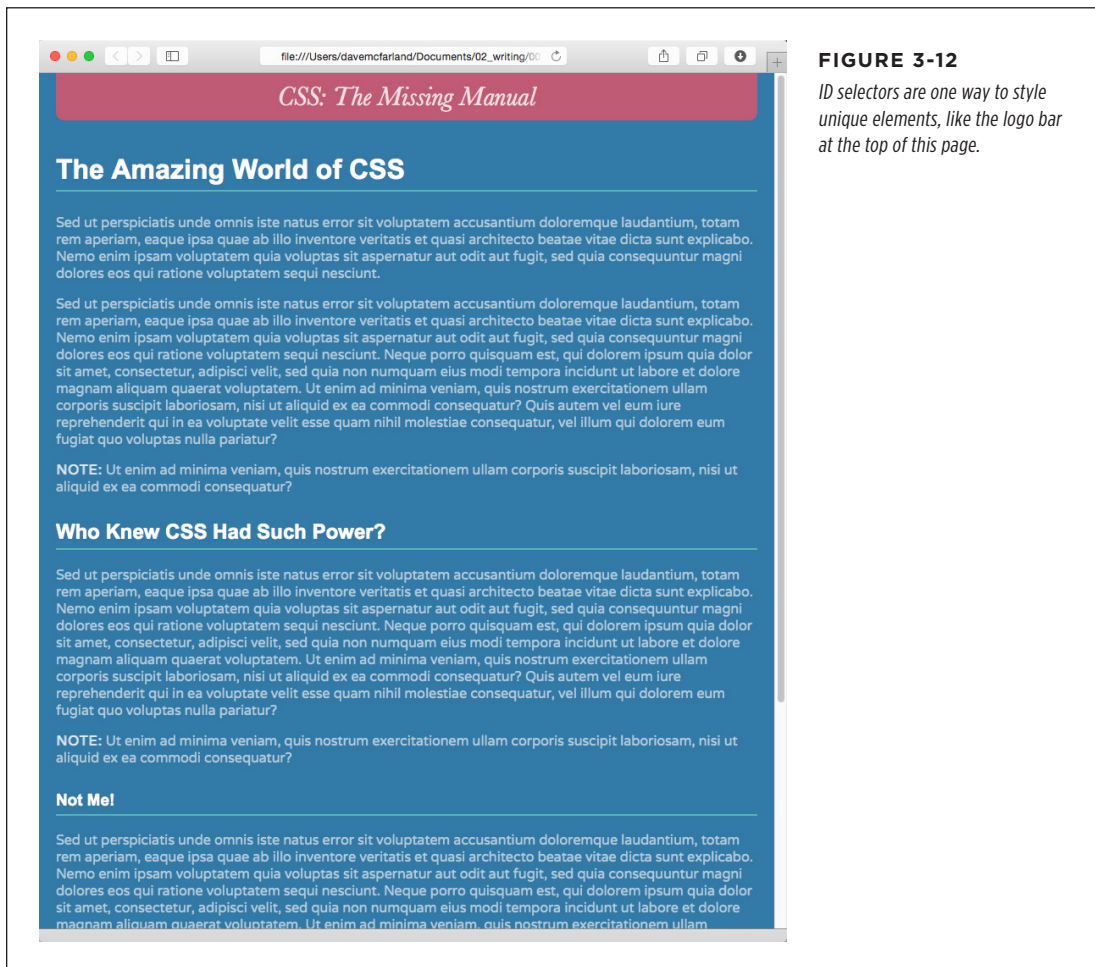 file:///Users/davemcfarland/Documents/02_writing/00
CSS: The Missing Manual
The Amazing World of CSS
Sed ut perspiciatis unde omnis iste natus error sit voluptatem accusantium doloremque laudantium, totam
rem aperiam, eaque ipsa quae ab illo inventore veritatis et quasi architecto beatae vitae dicta sunt explicabo.
Nemo enim ipsam voluptatem quia voluptas sit aspernatur aut odit aut fugit, sed quia consequuntur magni
dolores eos qui ratione voluptatem sequi nesciunt.
Sed ut perspiciatis unde omnis iste natus error sit voluptatem accusantium doloremque laudantium, totam
rem aperiam, eaque ipsa quae ab illo inventore veritatis et quasi architecto beatae vitae dicta sunt explicabo.
Nemo enim ipsam voluptatem quia voluptas sit aspernatur aut odit aut fugit, sed quia consequuntur magni
dolores eos qui ratione voluptatem sequi nesciunt. Neque porro quisquam est, qui dolorem ipsum quia dolor
sit amet, consectetur, adipisci velit, sed quia non numquam eius modi tempora incidunt ut labore et dolore
magnam aliquam quaerat voluptatem. Ut enim ad minima veniam, quis nostrum exercitationem ullam
corporis suscipit laboriosam, nisi ut aliquid ex ea commodi consequatur? Quis autem vel eum iure
reprehenderit qui in ea voluptate velit esse quam nihil molestiae consequatur, vel illum qui dolorem eum
fugiat quo voluptas nulla pariatur?
NOTE: Ut enim ad minima veniam, quis nostrum exercitationem ullam corporis suscipit laboriosam, nisi ut
aliquid ex ea commodi consequatur?
Who Knew CSS Had Such Power?
Sed ut perspiciatis unde omnis iste natus error sit voluptatem accusantium doloremque laudantium, totam
rem aperiam, eaque ipsa quae ab illo inventore veritatis et quasi architecto beatae vitae dicta sunt explicabo.
Nemo enim ipsam voluptatem quia voluptas sit aspernatur aut odit aut fugit, sed quia consequuntur magni
dolores eos qui ratione voluptatem sequi nesciunt. Neque porro quisquam est, qui dolorem ipsum quia dolor
sit amet, consectetur, adipisci velit, sed quia non numquam eius modi tempora incidunt ut labore et dolore
magnam aliquam quaerat voluptatem. Ut enim ad minima veniam, quis nostrum exercitationem ullam
corporis suscipit laboriosam, nisi ut aliquid ex ea commodi consequatur? Quis autem vel eum iure
reprehenderit qui in ea voluptate velit esse quam nihil molestiae consequatur, vel illum qui dolorem eum
fugiat quo voluptas nulla pariatur?
NOTE: Ut enim ad minima veniam, quis nostrum exercitationem ullam corporis suscipit laboriosam, nisi ut
aliquid ex ea commodi consequatur?
Not Me!
Sed ut perspiciatis unde omnis iste natus error sit voluptatem accusantium doloremque laudantium, totam
rem aperiam, eaque ipsa quae ab illo inventore veritatis et quasi architecto beatae vitae dicta sunt explicabo.
Nemo enim ipsam voluptatem quia voluptas sit aspernatur aut odit aut fugit, sed quia consequuntur magni
dolores eos qui ratione voluptatem sequi nesciunt. Neque porro quisquam est, qui dolorem ipsum quia dolor
sit amet, consectetur, adipisci velit, sed quia non numquam eius modi tempora incidunt ut labore et dolore
magnam aliquam quaerat voluptatem. Ut enim ad minima veniam, quis nostrum exercitationem ullam
FIGURE 3-12
ID selectors are one way to style
unique elements, like the logo bar
at the top of this page.